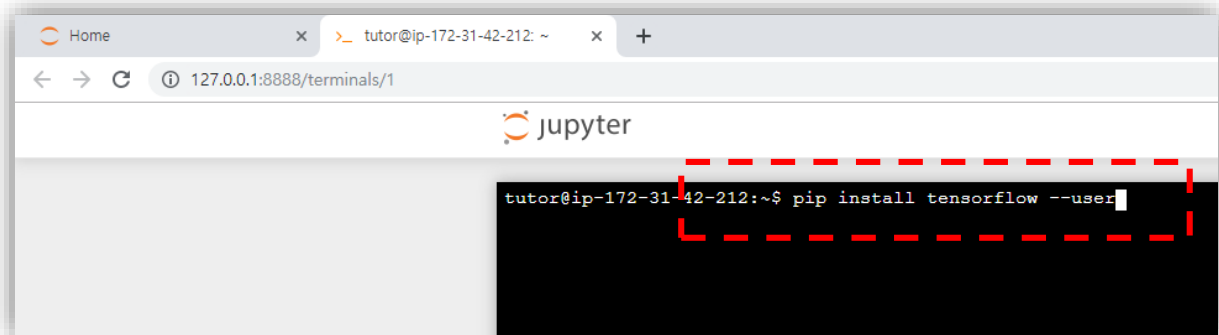 Home
>_ tutor@ip-172-31-42-212: ~
127.0.0.1:8888/terminals/1
jupyter
tutor@ip-172-31-42-212:~$ pip install tensorflow --user